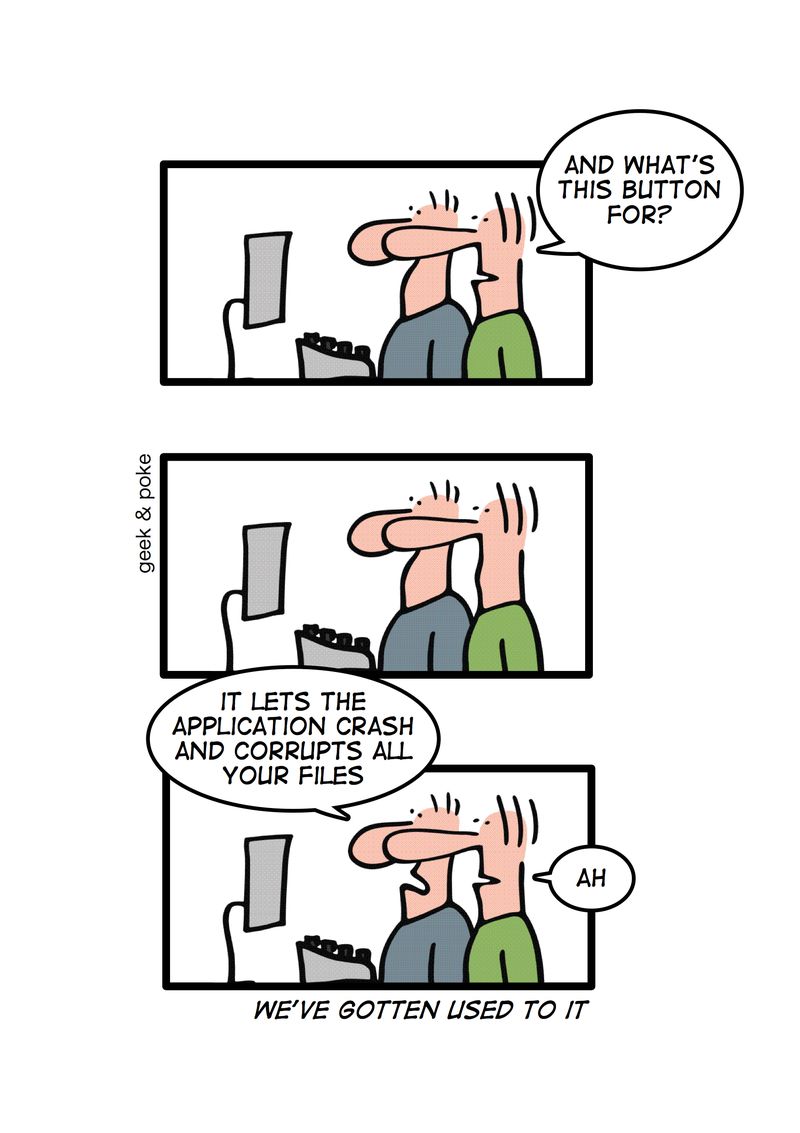 AND WHAT'S
THIS BUTTON
FOR?
geek & poke
IT LETS THE
APPLICATION CRASH
AND CORRUPTS ALL
YOUR FILES
AH
WE'VE GOTTEN USED TO IT